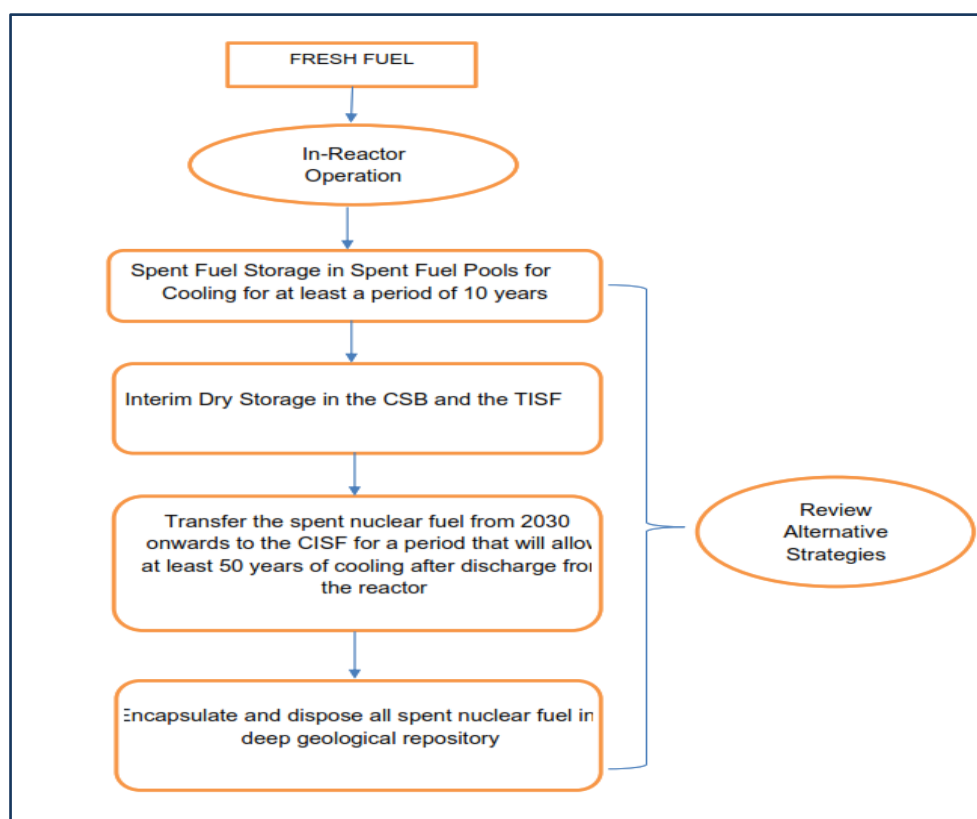 FRESH FUEL
In-Reactor
Operation
Spent Fuel Storage in Spent Fuel Pools for
Cooling for at least a period of 10 years
Interim Dry Storage in the CSB and the TISF
Transfer the spent nuclear fuel from 2030
onwards to the CISF for a period that will allow
at least 50 years of cooling after discharge from
the reactor
Encapsulate and dispose all spent nuclear fuel in
deep geological repository
Review
Alternative
Strategies